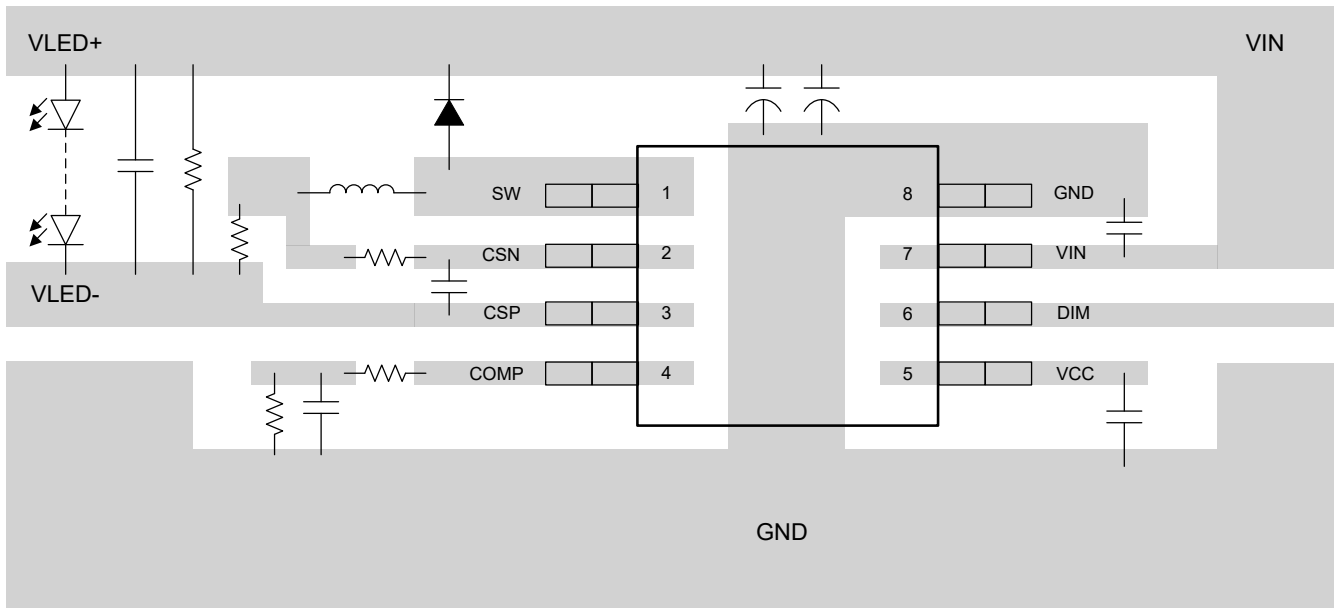 VLED+
VIN
SW 1 8 GND
CSN 2 7 VIN
VLED-
CSP 3 6 DIM
COMP 4 5 VCC
GND